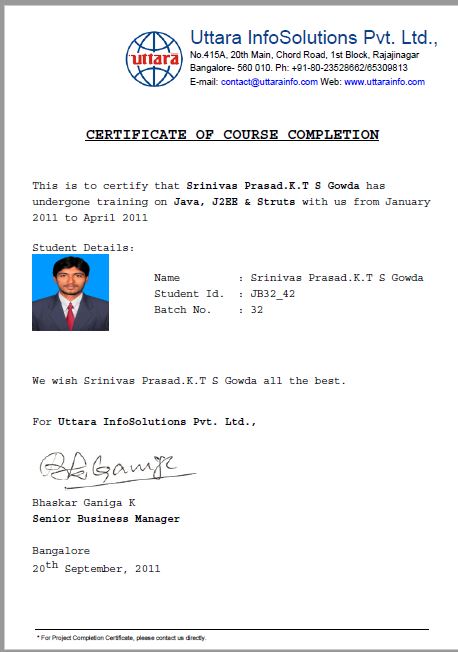 uttara
Uttara InfoSolutions Pvt. Ltd.,
No.415A, 20th Main, Chord Road, 1st Block, Rajajinagar
Bangalore- 560 010. Ph: +91-80-23528662/65309813
E-mail: contact@uttarainfo.com Web: www.uttarainfo.com
CERTIFICATE OF COURSE COMPLETION
This is to certify that Srinivas Prasad.K.T S Gowda has
undergone training on Java, J2EE & Struts with us from January
2011 to April 2011
Student Details:
Name : Srinivas Prasad.K.T S Gowda
Student Id. : JB32_42
Batch No. : 32
We wish Srinivas Prasad.K.T S Gowda all the best.
For Uttara InfoSolutions Pvt. Ltd.,
Bhaskar Ganiga K
Senior Business Manager
Bangalore
20th September, 2011
* For Project Completion Certificate, please contact us directly.